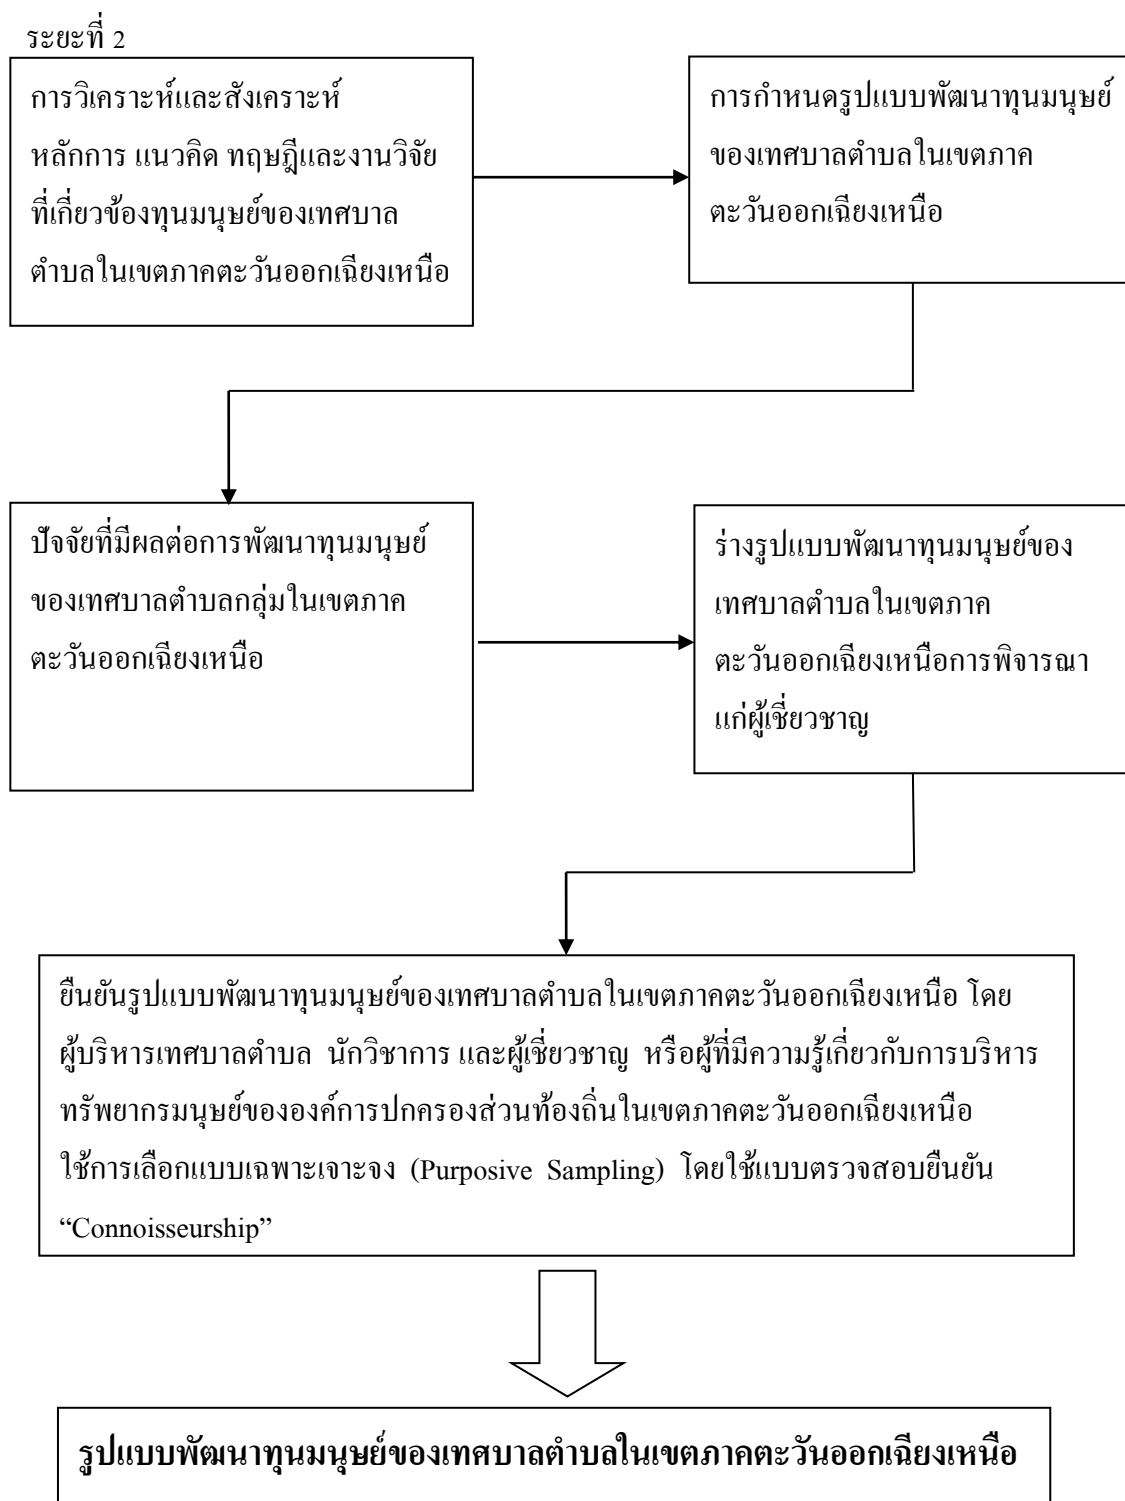 ระยะที่ 2
การวิเคราะห์และสังเคราะห์
หลักการ แนวคิด ทฤษฎีและงานวิจัย
ที่เกี่ยวข้องทุนมนุษย์ของเทศบาล
ตำบลในเขตภาคตะวันออกเฉียงเหนือ
การกำหนดรูปแบบพัฒนาทุนมนุษย์
ของเทศบาลตำบลในเขตภาค
ตะวันออกเฉียงเหนือ
ปัจจัยที่มีผลต่อการพัฒนาทุนมนุษย์
ของเทศบาลตำบลกลุ่มในเขตภาค
ตะวันออกเฉียงเหนือ
ร่างรูปแบบพัฒนาทุนมนุษย์ของ
เทศบาลตำบลในเขตภาค
ตะวันออกเฉียงเหนือการพิจารณา
แก่ผู้เชี่ยวชาญ
ยืนยันรูปแบบพัฒนาทุนมนุษย์ของเทศบาลตำบลในเขตภาคตะวันออกเฉียงเหนือ โดย
ผู้บริหารเทศบาลตำบล นักวิชาการ และผู้เชี่ยวชาญ หรือผู้ที่มีความรู้เกี่ยวกับการบริหาร
ทรัพยากรมนุษย์ขององค์การปกครองส่วนท้องถิ่นในเขตภาคตะวันออกเฉียงเหนือ
ใช้การเลือกแบบเฉพาะเจาะจง (Purposive Sampling) โดยใช้แบบตรวจสอบยืนยัน
“Connoisseurship”
รูปแบบพัฒนาทุนมนุษย์ของเทศบาลตำบลในเขตภาคตะวันออกเฉียงเหนือ